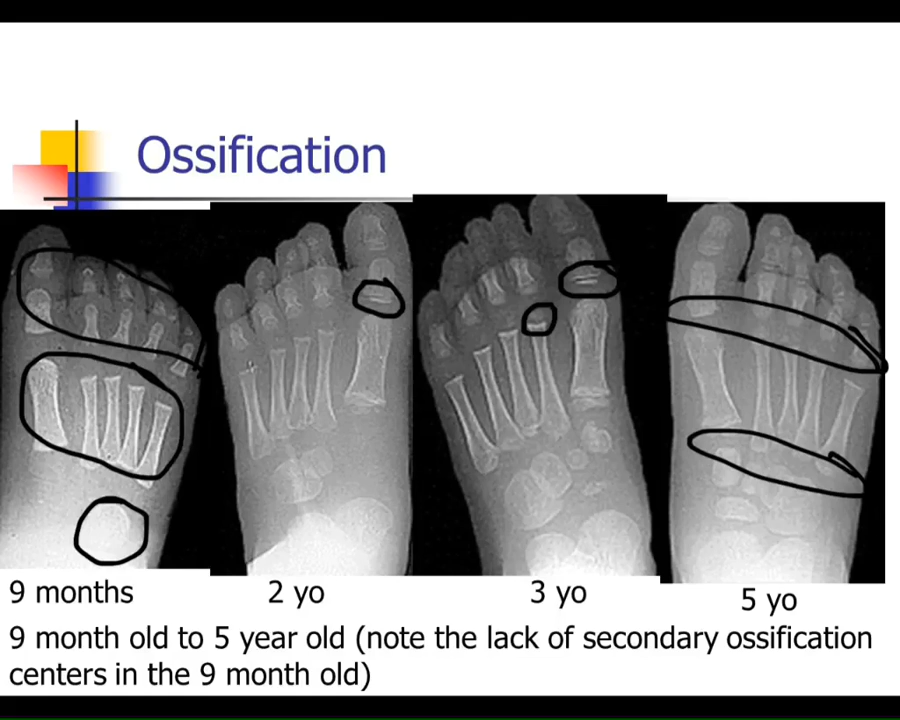 Ossification
9 months
2 yo
3 yo
5 yo
9 month old to 5 year old (note the lack of secondary ossification
centers in the 9 month old)